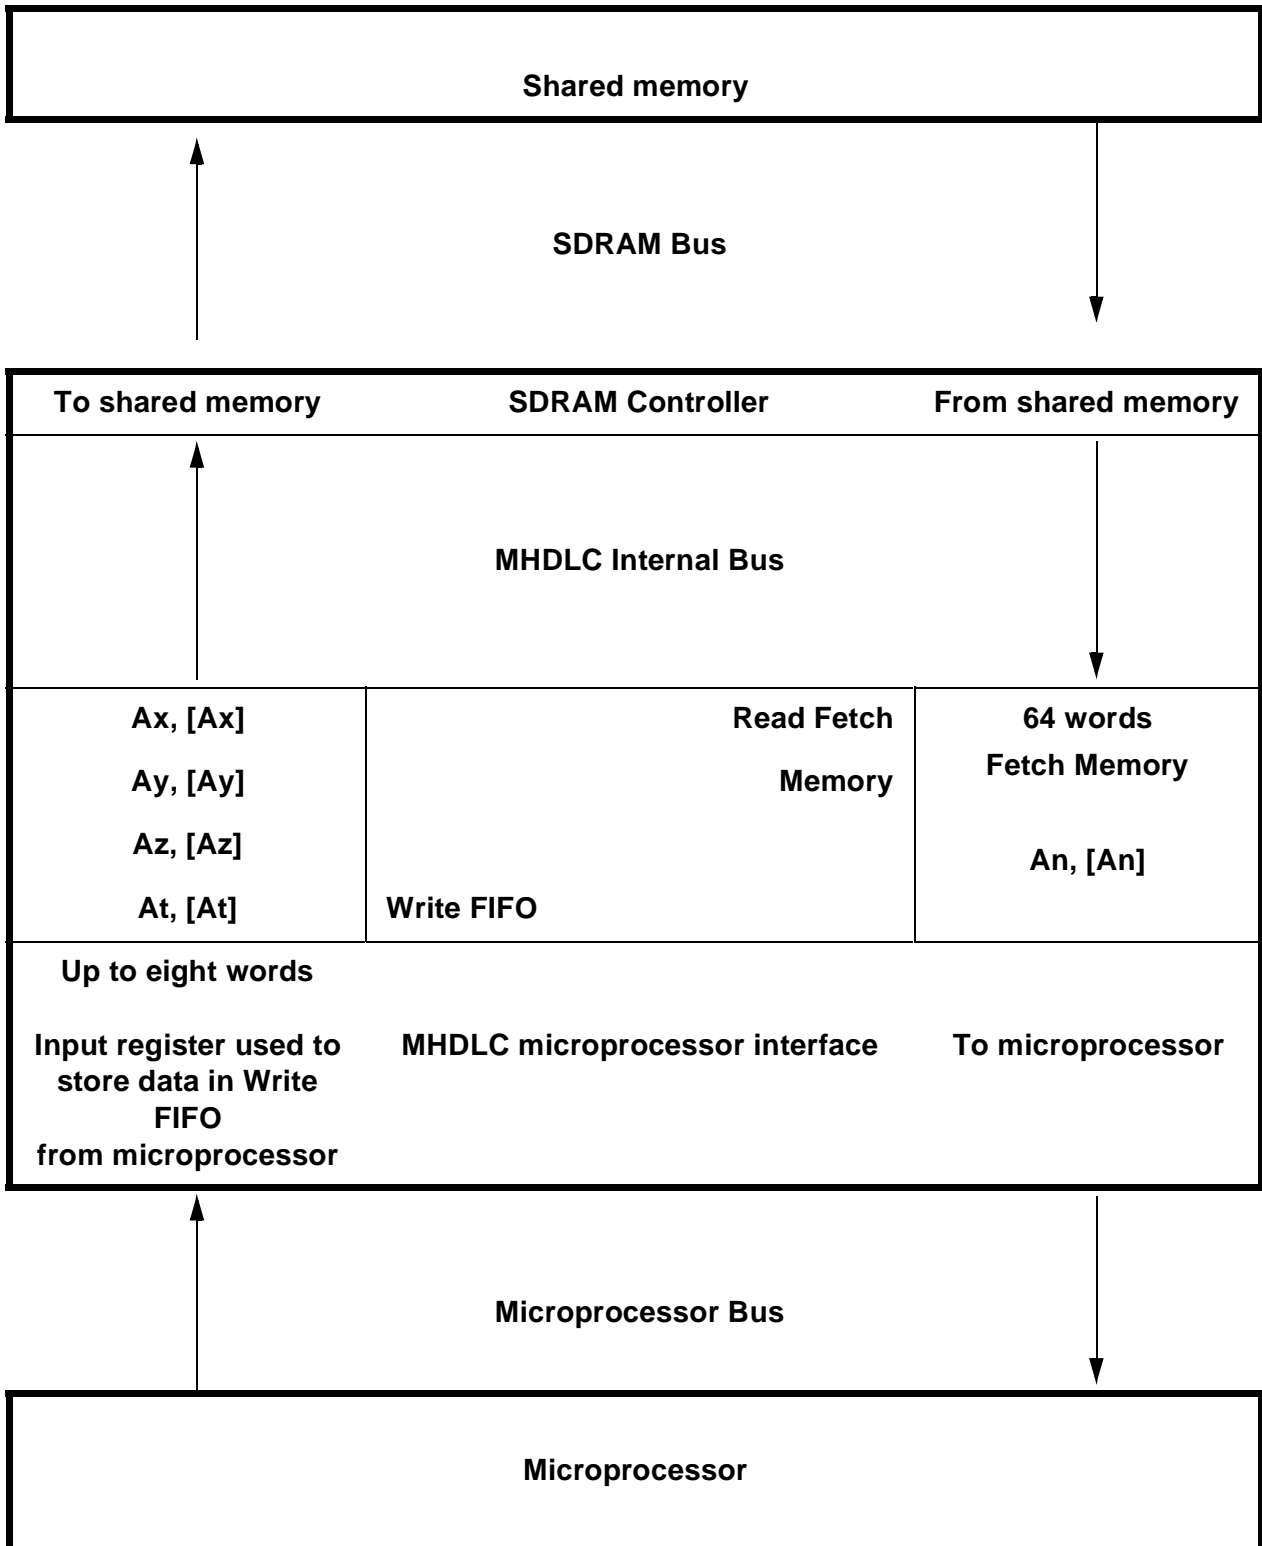 Shared memory
SDRAM Bus
To shared memory
SDRAM Controller
From shared memory
MHDLC Internal Bus
Ax, [Ax]
Ay, [Ay]
Az, [Az]
At, [At]
Read Fetch
Memory
Write FIFO
64 words
Fetch Memory
An, [An]
Up to eight words
Input register used to
store data in Write
FIFO
from microprocessor
MHDLC microprocessor interface
To microprocessor
Microprocessor Bus
Microprocessor